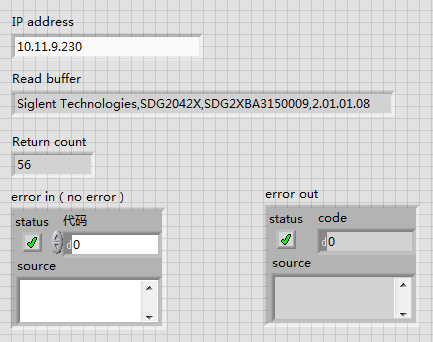 IP address
10.11.9.230
Read buffer
Siglent Technologies,SDG2042X,SDG2XBA3150009,2.01.01.08
Return count
56
error in ( no error )
status 代码
d 0
source
error out
status code
d 0
source